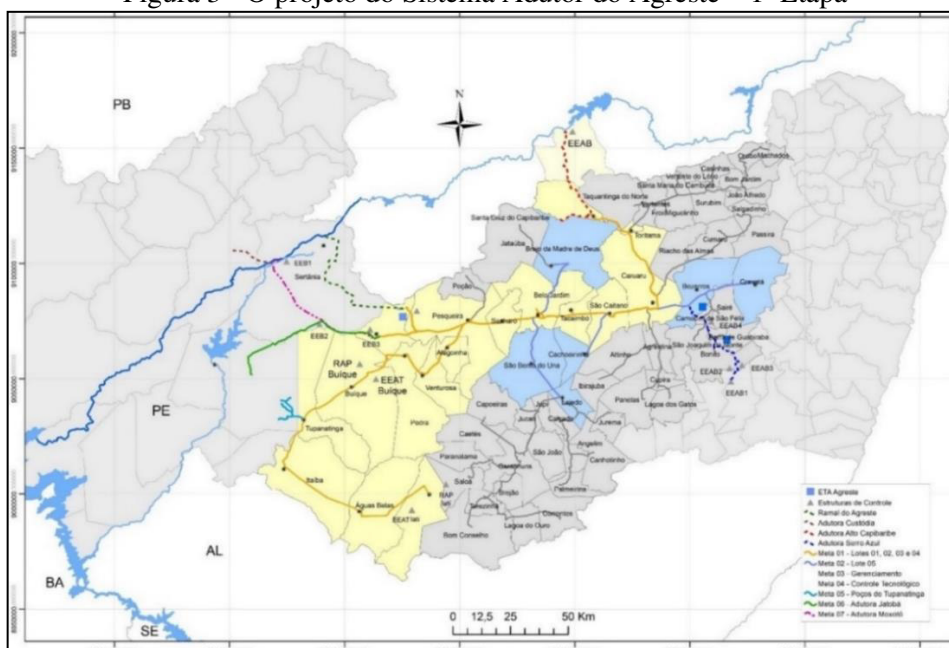 Figura 3 - O projeto do Sistema Adutor do Agreste – 1ª Etapa
PB
N
EEAB
Taquaritinga do Norte
Santa Cruz do Capibaribe
Vertente do Lério
Casinhas
Bom Jardim
Santa Maria do Cambucá
Surubim
João Alfredo
Frei Miguelinho
Salgadinho
Toritama
Jataúba
Brejo da Madre de Deus
Riacho das Almas
Cumaru
Passira
EEB1
Sertânia
Poção
Caruaru
Belo Jardim
São Caitano
Bezerros
Gravatá
Sairé
Pesqueira
Sanharó
Tacaimbó
Camocim de São Félix
EEAB4
EEB2
EEB3
Alagoinha
Cachoeirinha
Altinho
Agrestina
São Joaquim do Monte
Bonito
RAP
Buíque
EEAT
Buíque
Buíque
Venturosa
São Bento do Una
Ibirajuba
Cupira
EEAB2
EEAB3
EEAB1
PE
Tupanatinga
Pedra
Capoeiras
Jupi
Lajedo
Panelas
Lagoa dos Gatos
Jucati
Calçado
Jurema
Caetés
Angelim
Canhotinho
Paranatama
São João
Garanhuns
Itaíba
Saloá
Palmeirina
RAP
Iati
Terezinha
Brejão
Correntes
Águas Belas
EEAT Iati
Lagoa do Ouro
Bom Conselho
AL
BA
SE
ETA Agreste
Estruturas de Controle
Ramal do Agreste
Adutora Custódia
Adutora Alto Capibaribe
Adutora Serro Azul
Meta 01 - Lotes 01, 02, 03 e 04
Meta 02 - Lote 05
Meta 03 - Gerenciamento
Meta 04 - Controle Tecnológico
Meta 05 - Poços de Tupanatinga
Meta 06 - Adutora Jatobá
Meta 07 - Adutora Moxotó
0 12,5 25 50 Km